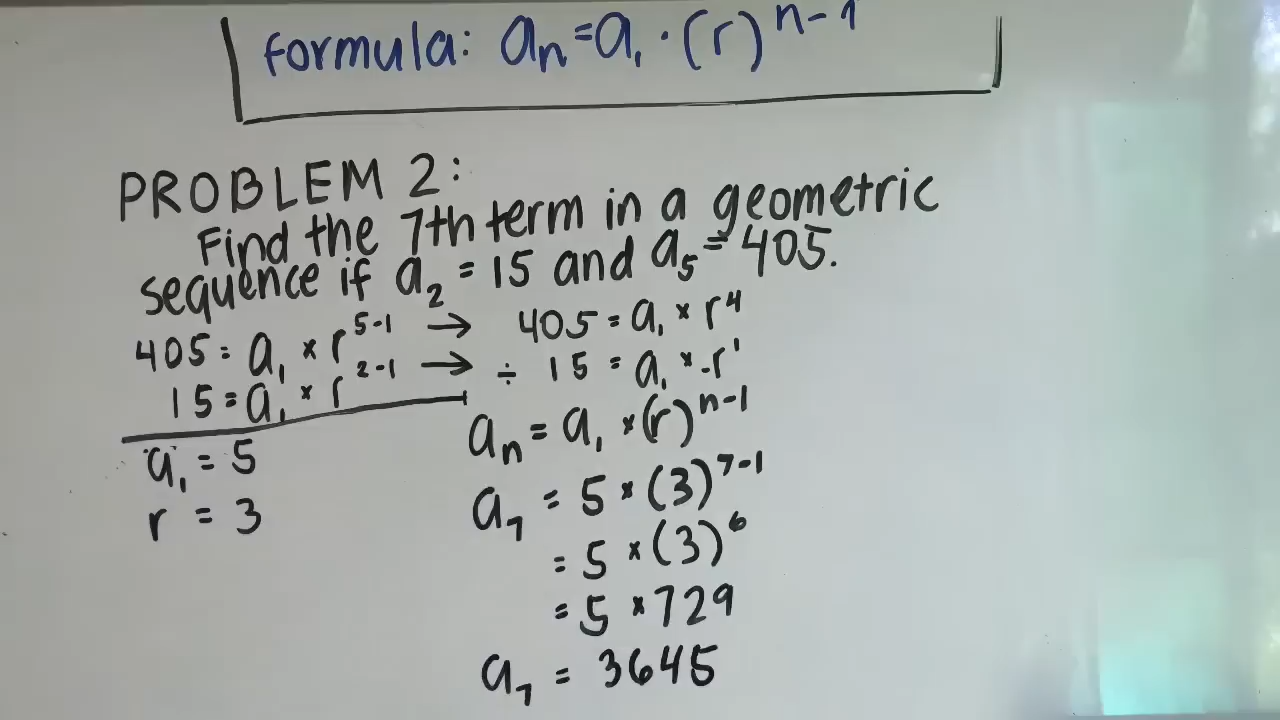 formula: aₙ = a₁ · (r)ⁿ⁻¹
PROBLEM 2:
Find the 7th term in a geometric
sequence if a₂ = 15 and a₅ = 405.
405 = a₁ × r⁵⁻¹ → 405 = a₁ × r⁴
15 = a₁ × r²⁻¹ → ÷ 15 = a₁ × r¹
a₁ = 5
r = 3
aₙ = a₁ × (r)ⁿ⁻¹
a₇ = 5 × (3)⁷⁻¹
= 5 × (3)⁶
= 5 × 729
a₇ = 3645